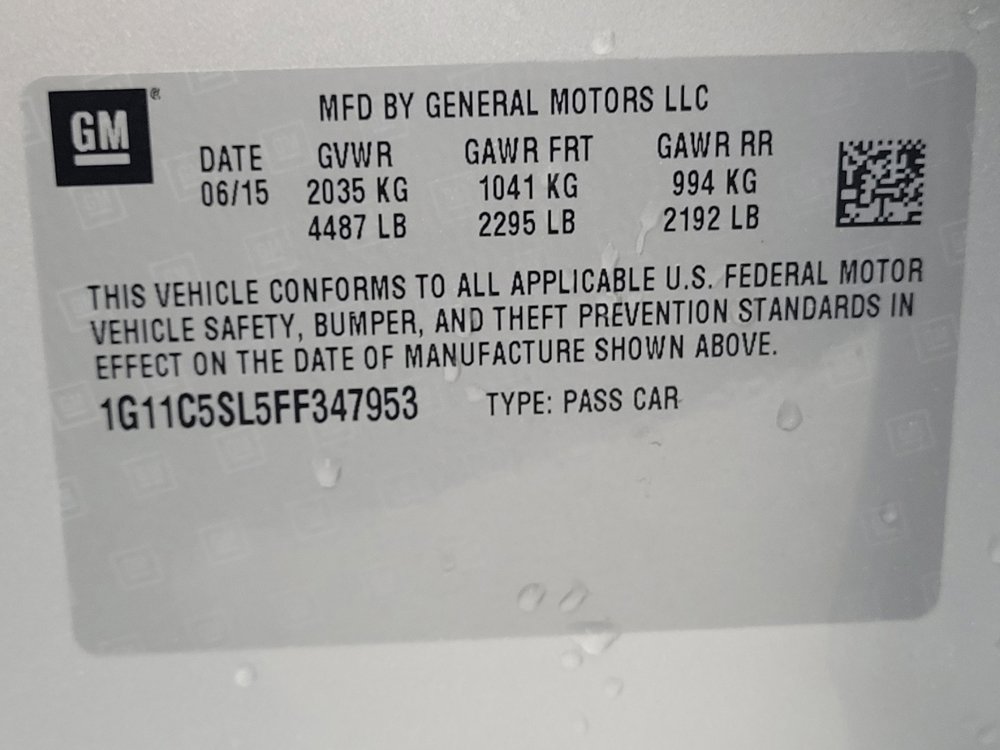 GM®
MFD BY GENERAL MOTORS LLC
DATE GVWR GAWR FRT GAWR RR
06/15 2035 KG 1041 KG 994 KG
4487 LB 2295 LB 2192 LB
THIS VEHICLE CONFORMS TO ALL APPLICABLE U.S. FEDERAL MOTOR
VEHICLE SAFETY, BUMPER, AND THEFT PREVENTION STANDARDS IN
EFFECT ON THE DATE OF MANUFACTURE SHOWN ABOVE.
1G11C5SL5FF347953 TYPE: PASS CAR